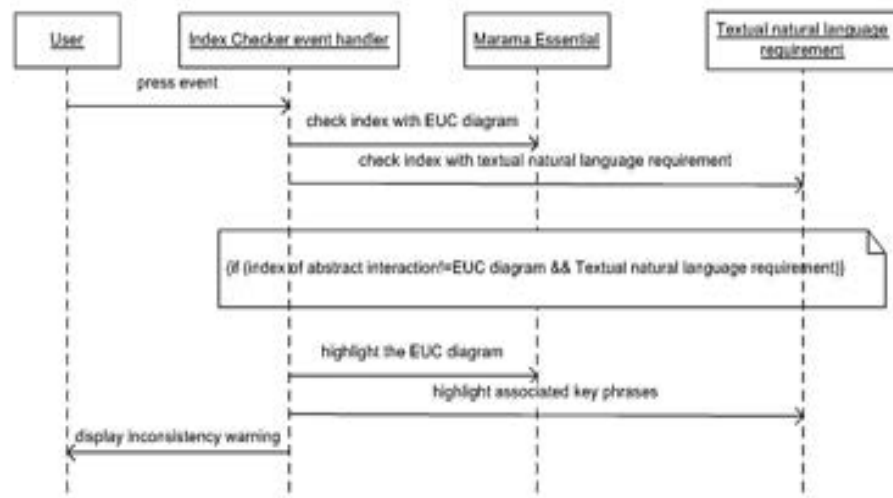 User
Index Checker event handler
Marama Essential
Textual natural language
requirement
press event
check index with EUC diagram
check index with textual natural language requirement
{if (index of abstract interaction!=EUC diagram && Textual natural language requirement)}
highlight the EUC diagram
highlight associated key phrases
display Inconsistency warning